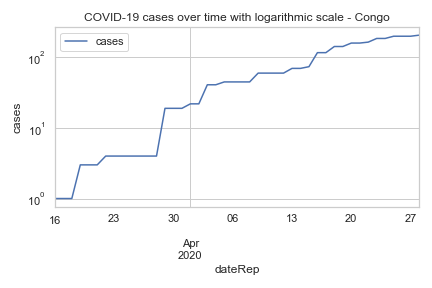 COVID-19 cases over time with logarithmic scale - Congo
cases
10²
10¹
10⁰
cases
16 23 30 06 13 20 27
Apr
2020
dateRep